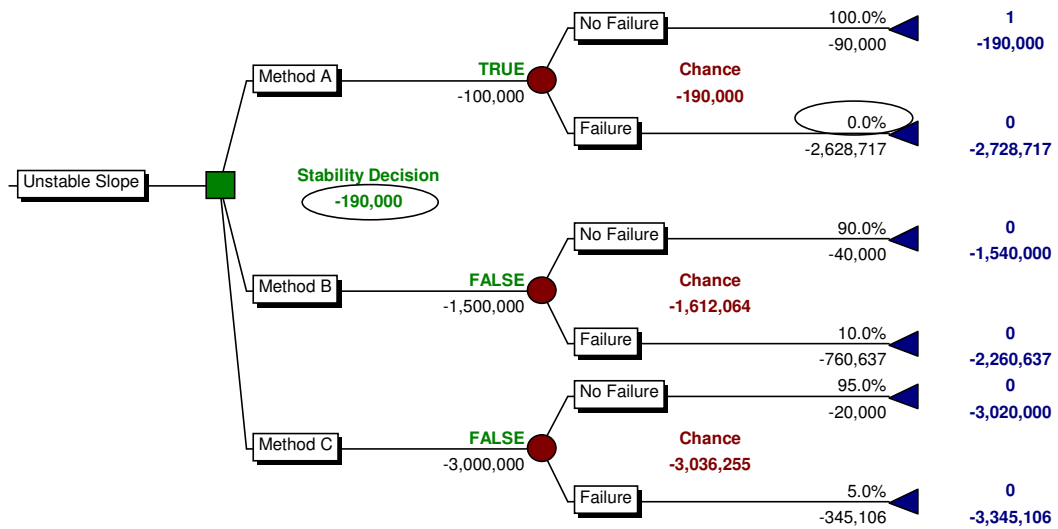 No Failure
100.0%
-90,000
1
-190,000
Method A
TRUE
-100,000
Chance
-190,000
Failure
0.0%
-2,628,717
0
-2,728,717
Unstable Slope
Stability Decision
-190,000
No Failure
90.0%
-40,000
0
-1,540,000
Method B
FALSE
-1,500,000
Chance
-1,612,064
Failure
10.0%
-760,637
0
-2,260,637
No Failure
95.0%
-20,000
0
-3,020,000
Method C
FALSE
-3,000,000
Chance
-3,036,255
Failure
5.0%
-345,106
0
-3,345,106